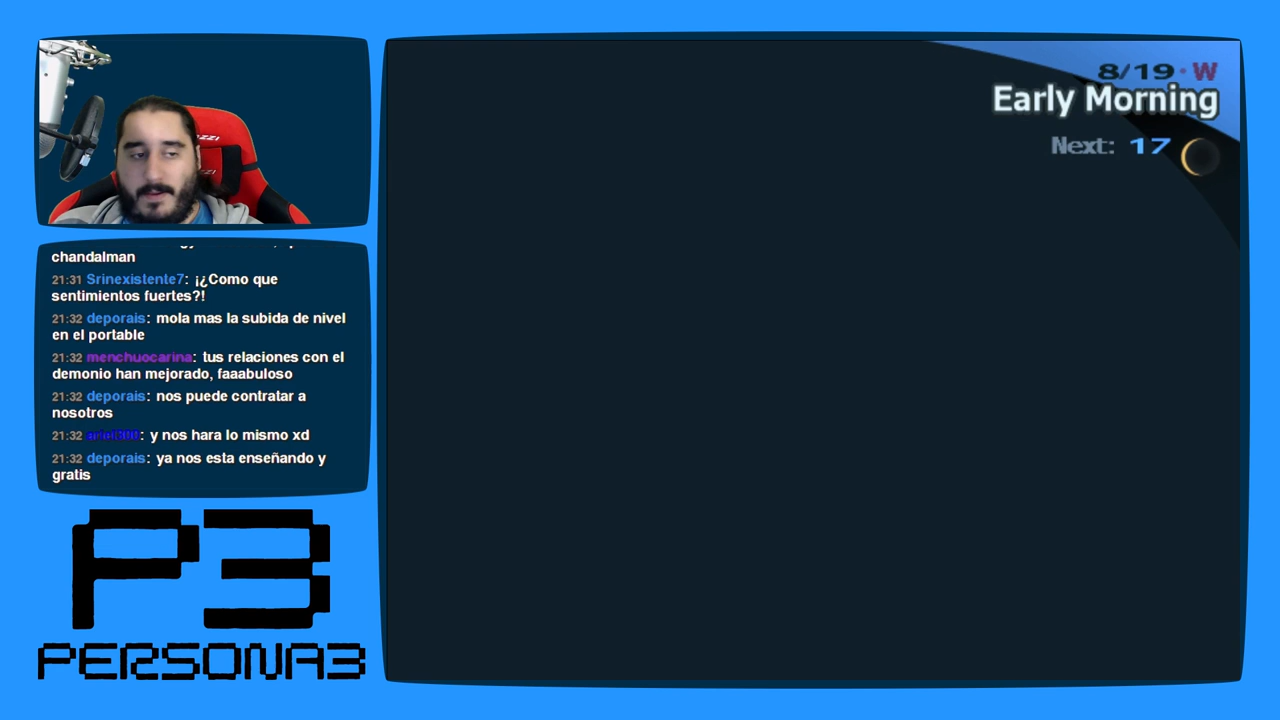 8/19 · W
Early Morning
Next: 17
chandalman
21:31 Srinexistente7: ¡¿Como que
sentimientos fuertes?!
21:32 deporais: mola mas la subida de nivel
en el portable
21:32 menchuocarina: tus relaciones con el
demonio han mejorado, faaabuloso
21:32 deporais: nos puede contratar a
nosotros
21:32 : y nos hara lo mismo xd
21:32 deporais: ya nos esta enseñando y
gratis
P3
PERSONA3